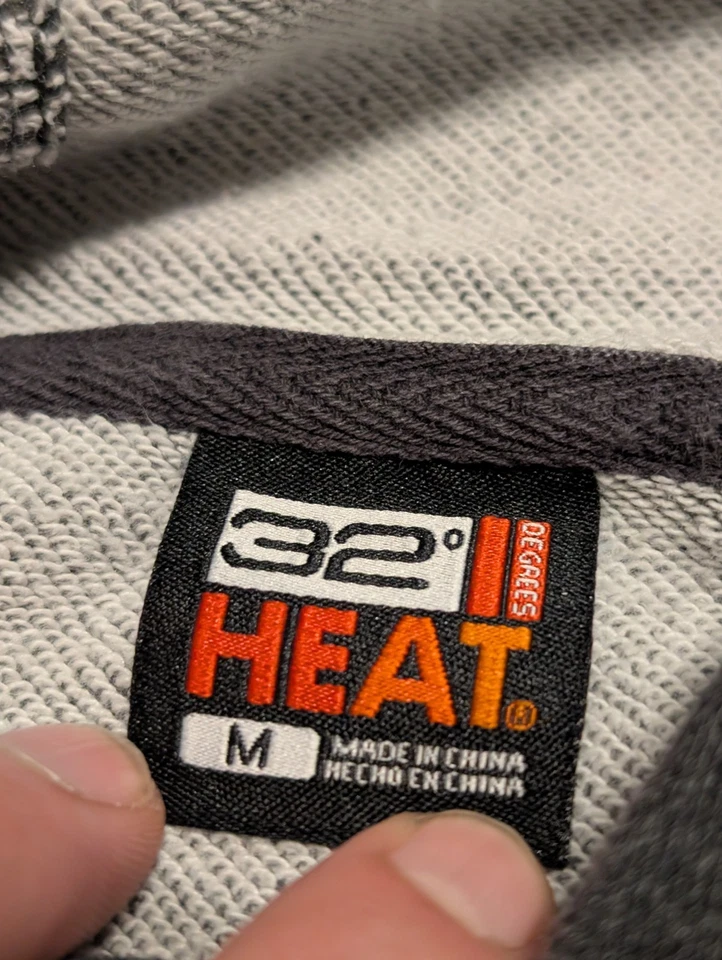 32°
DEGREES
HEAT®
M
MADE IN CHINA
HECHO EN CHINA